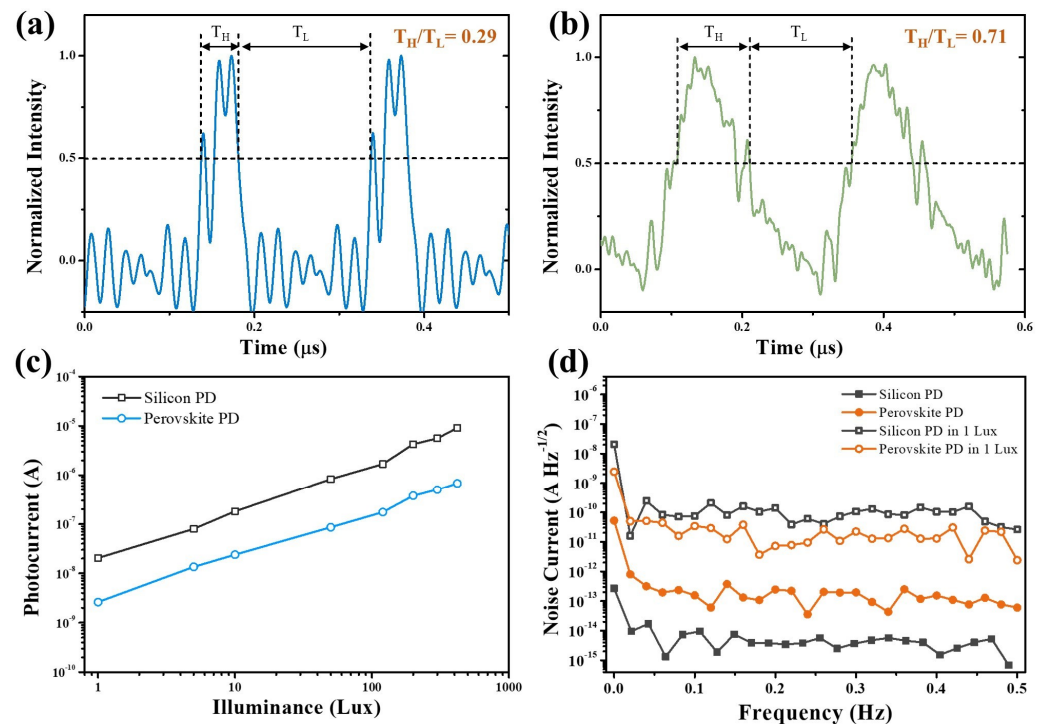 (a)
T_H
T_L
T_H/T_L= 0.29
1.0
0.5
0.0
Normalized Intensity
0.0
0.2
0.4
Time (μs)
(b)
T_H
T_L
T_H/T_L= 0.71
1.0
0.5
0.0
Normalized Intensity
0.0
0.2
0.4
0.6
Time (μs)
(c)
Silicon PD
Perovskite PD
10^-4
10^-5
10^-6
10^-7
10^-8
10^-9
10^-10
Photocurrent (A)
1
10
100
1000
Illuminance (Lux)
(d)
Silicon PD
Perovskite PD
Silicon PD in 1 Lux
Perovskite PD in 1 Lux
10^-6
10^-7
10^-8
10^-9
10^-10
10^-11
10^-12
10^-13
10^-14
10^-15
Noise Current (A Hz^-1/2)
0.0
0.1
0.2
0.3
0.4
0.5
Frequency (Hz)